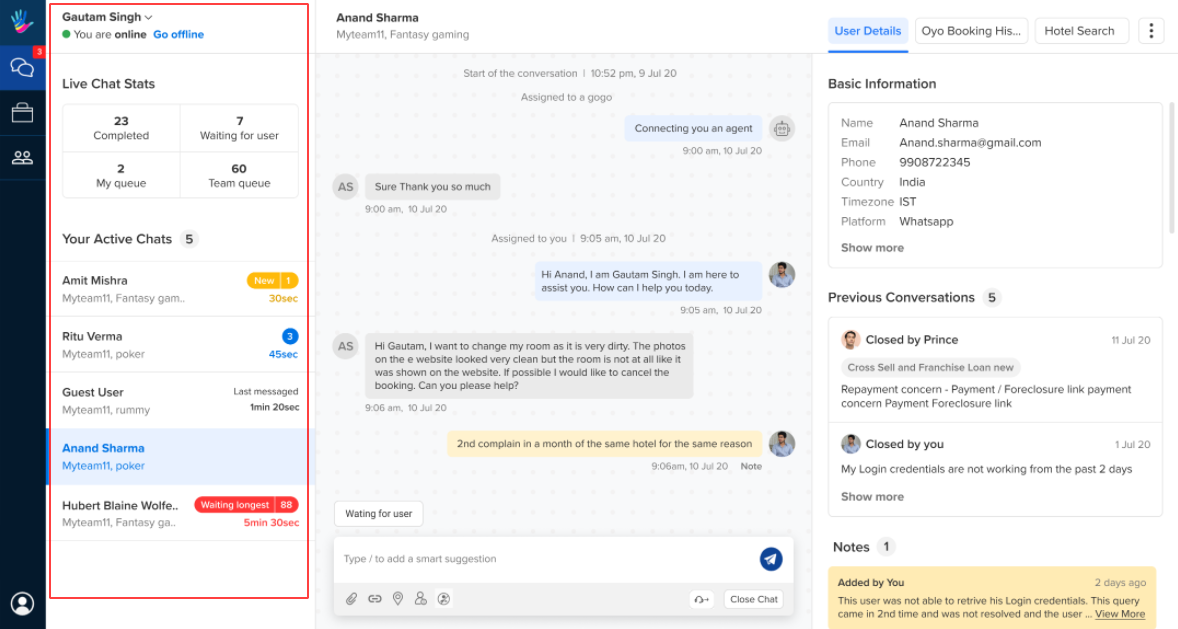 3
Gautam Singh
You are online Go offline
Live Chat Stats
23
Completed
7
Waiting for user
2
My queue
60
Team queue
Your Active Chats 5
Amit Mishra
New 1
Myteam11, Fantasy gam..
30sec
Ritu Verma
3
Myteam11, poker
45sec
Guest User
Last messaged
Myteam11, rummy
1min 20sec
Anand Sharma
Myteam11, poker
Hubert Blaine Wolfe..
Waiting longest 88
Myteam11, Fantasy ga..
5min 30sec
Anand Sharma
Myteam11, Fantasy gaming
Start of the conversation | 10:52 pm, 9 Jul 20
Assigned to a gogo
Connecting you an agent
9:00 am, 10 Jul 20
AS
Sure Thank you so much
9:00 am, 10 Jul 20
Assigned to you | 9:05 am, 10 Jul 20
Hi Anand, I am Gautam Singh. I am here to
assist you. How can I help you today.
9:05 am, 10 Jul 20
AS
Hi Gautam, I want to change my room as it is very dirty. The photos
on the e website looked very clean but the room is not at all like it
was shown on the website. If possible I would like to cancel the
booking. Can you please help?
9:06 am, 10 Jul 20
2nd complain in a month of the same hotel for the same reason
9:06am, 10 Jul 20 Note
Wating for user
Type / to add a smart suggestion
Close Chat
User Details
Oyo Booking His...
Hotel Search
Basic Information
Name Anand Sharma
Email Anand.sharma@gmail.com
Phone 9908722345
Country India
Timezone IST
Platform Whatsapp
Show more
Previous Conversations 5
Closed by Prince 11 Jul 20
Cross Sell and Franchise Loan new
Repayment concern - Payment / Foreclosure link payment
concern Payment Foreclosure link
Closed by you 1 Jul 20
My Login credentials are not working from the past 2 days
Show more
Notes 1
Added by You 2 days ago
This user was not able to retrive his Login credentials. This query
came in 2nd time and was not resolved and the user ... View More